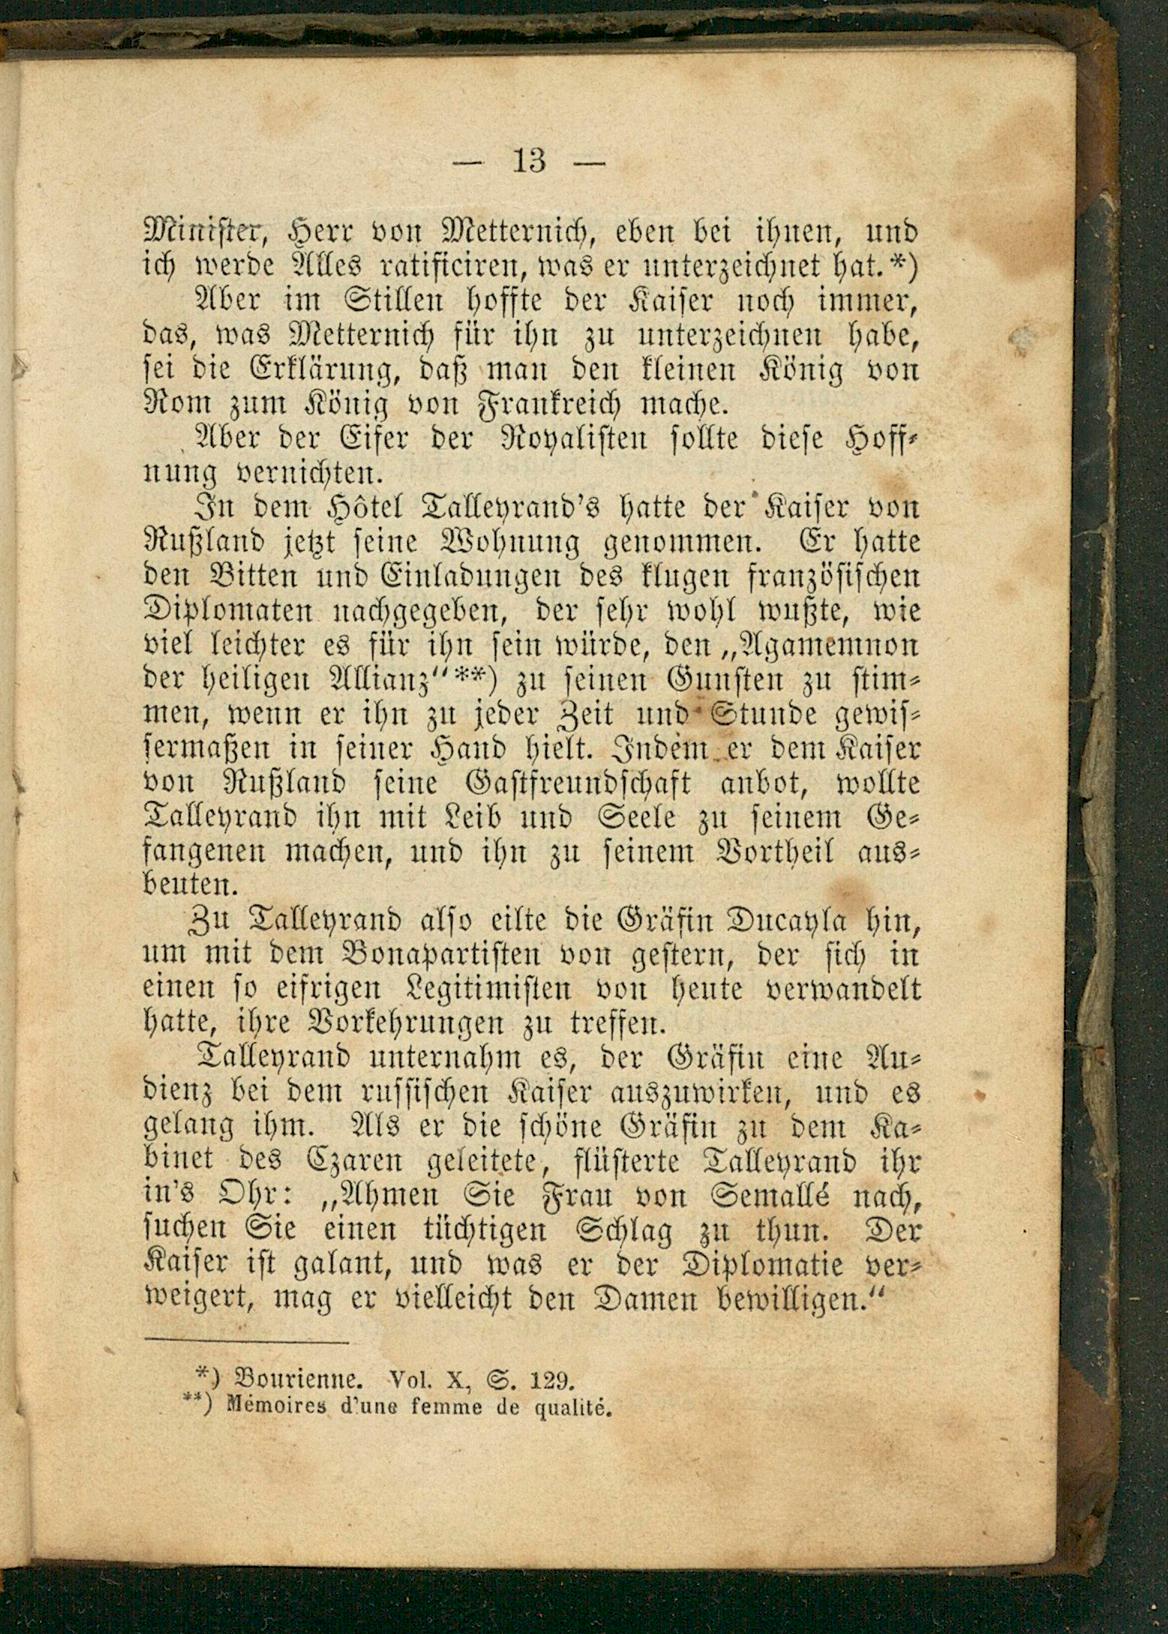 — 13 —
Minister, Herr von Metternich, eben bei ihnen, und
ich werde Alles ratificiren, was er unterzeichnet hat.*)
Aber im Stillen hoffte der Kaiser noch immer,
das, was Metternich für ihn zu unterzeichnen habe,
sei die Erklärung, daß man den kleinen König von
Rom zum König von Frankreich mache.
Aber der Eifer der Royalisten sollte diese Hoff-
nung vernichten.
In dem Hôtel Talleyrand's hatte der Kaiser von
Rußland jetzt seine Wohnung genommen. Er hatte
den Bitten und Einladungen des klugen französischen
Diplomaten nachgegeben, der sehr wohl wußte, wie
viel leichter es für ihn sein würde, den „Agamemnon
der heiligen Allianz“**) zu seinen Gunsten zu stim-
men, wenn er ihn zu jeder Zeit und Stunde gewis-
sermaßen in seiner Hand hielt. Indem er dem Kaiser
von Rußland seine Gastfreundschaft anbot, wollte
Talleyrand ihn mit Leib und Seele zu seinem Ge-
fangenen machen, und ihn zu seinem Vortheil aus-
beuten.
Zu Talleyrand also eilte die Gräfin Ducayla hin,
um mit dem Bonapartisten von gestern, der sich in
einen so eifrigen Legitimisten von heute verwandelt
hatte, ihre Vorkehrungen zu treffen.
Talleyrand unternahm es, der Gräfin eine Au-
dienz bei dem russischen Kaiser auszuwirken, und es
gelang ihm. Als er die schöne Gräfin zu dem Ka-
binet des Czaren geleitete, flüsterte Talleyrand ihr
in's Ohr: „Ahmen Sie Frau von Semallé nach,
suchen Sie einen tüchtigen Schlag zu thun. Der
Kaiser ist galant, und was er der Diplomatie ver-
weigert, mag er vielleicht den Damen bewilligen.“
*) Bourienne. Vol. X, S. 129.
**) Mémoires d'une femme de qualité.